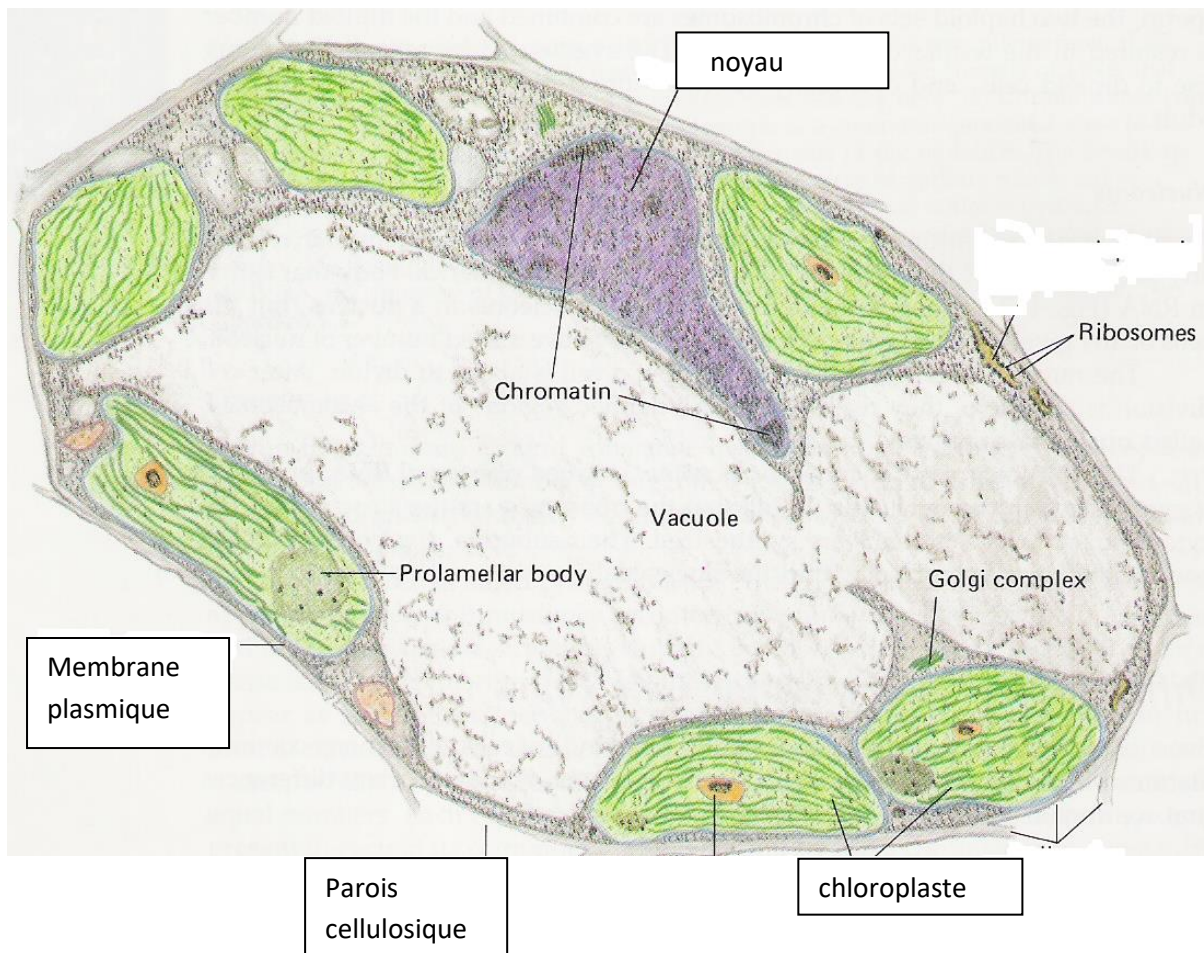 noyau
Ribosomes
Chromatin
Vacuole
Prolamellar body
Golgi complex
Membrane
plasmique
chloroplaste
Parois
cellulosique